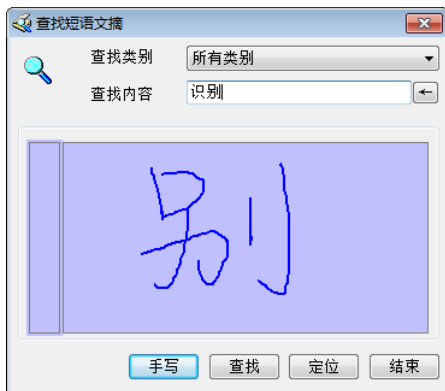 查找短语文摘
查找类别 所有类别
查找内容 识别 ←
别
手写 查找 定位 结束